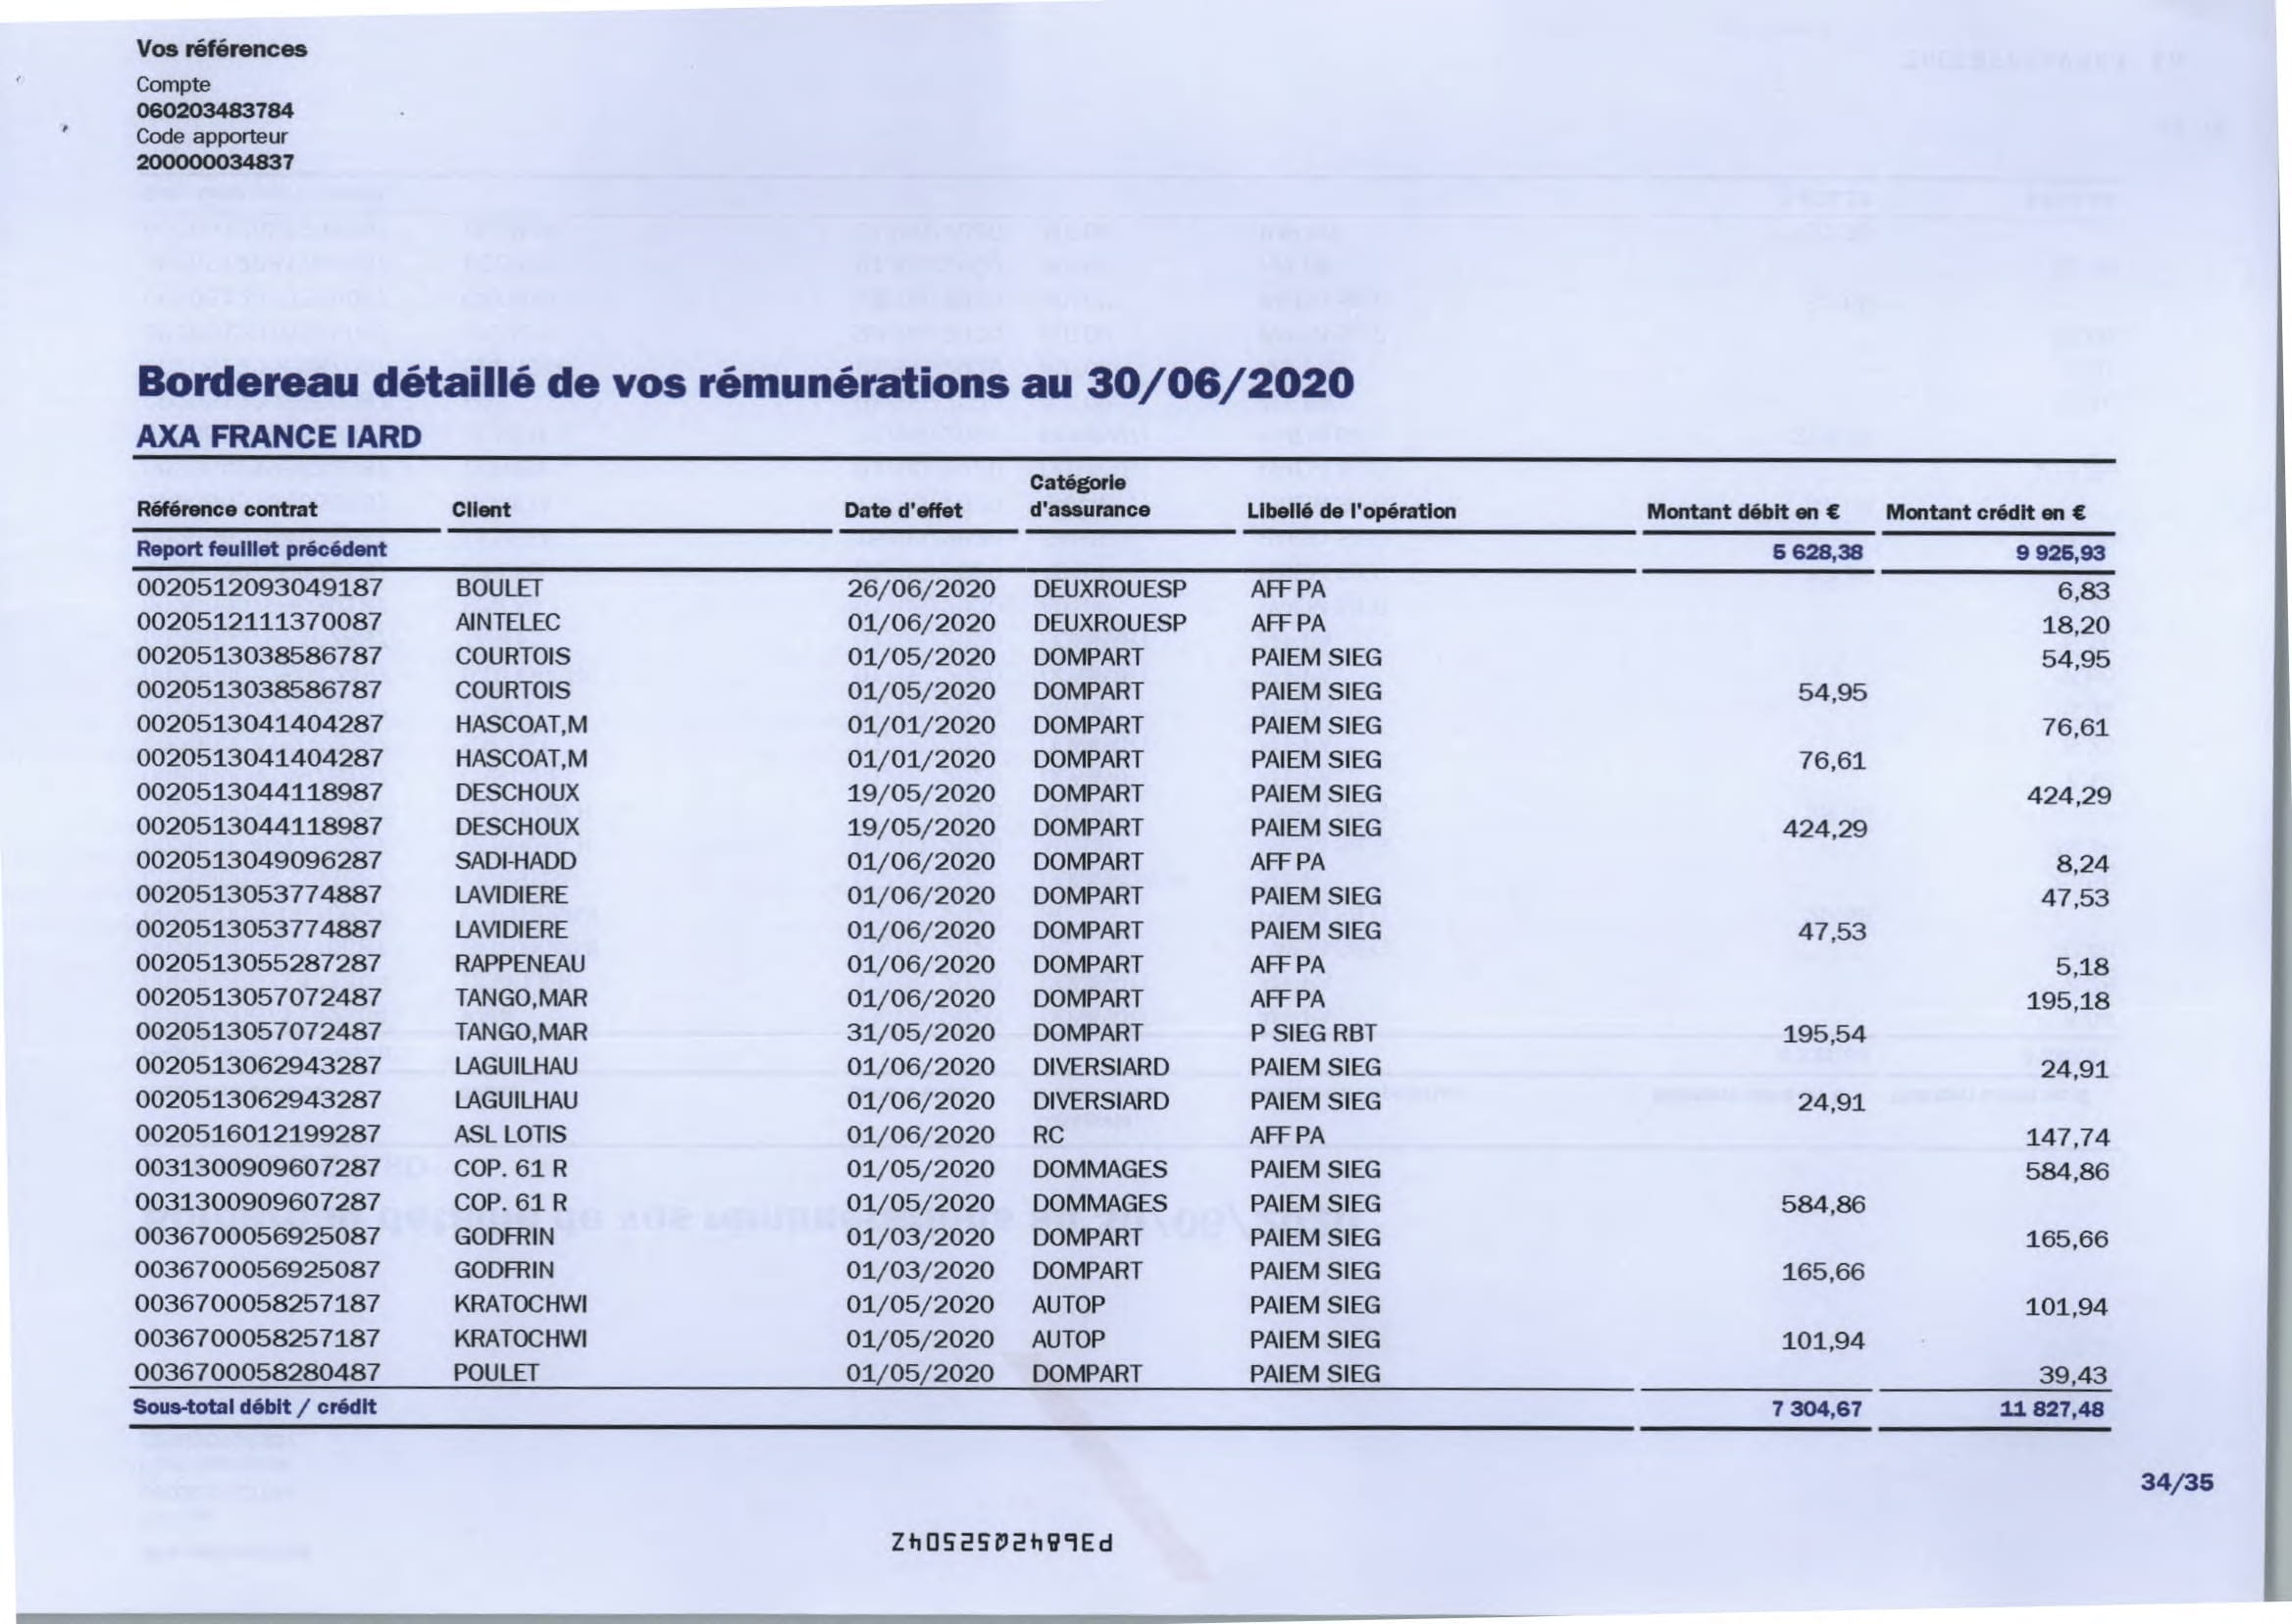 Vos références
Compte
060203483784
Code apporteur
200000034837
Bordereau détaillé de vos rémunérations au 30/06/2020
AXA FRANCE IARD
Référence contrat Client Date d'effet Catégorie d'assurance Libellé de l'opération Montant débit en € Montant crédit en €
Report feuillet précédent 5 628,38 9 925,93
0020512093049187 BOULET 26/06/2020 DEUXROUESP AFF PA 6,83
0020512111370087 AINTELEC 01/06/2020 DEUXROUESP AFF PA 18,20
0020513038586787 COURTOIS 01/05/2020 DOMPART PAIEM SIEG 54,95
0020513038586787 COURTOIS 01/05/2020 DOMPART PAIEM SIEG 54,95
0020513041404287 HASCOAT,M 01/01/2020 DOMPART PAIEM SIEG 76,61
0020513041404287 HASCOAT,M 01/01/2020 DOMPART PAIEM SIEG 76,61
0020513044118987 DESCHOUX 19/05/2020 DOMPART PAIEM SIEG 424,29
0020513044118987 DESCHOUX 19/05/2020 DOMPART PAIEM SIEG 424,29
0020513049096287 SADI-HADD 01/06/2020 DOMPART AFF PA 8,24
0020513053774887 LAVIDIERE 01/06/2020 DOMPART PAIEM SIEG 47,53
0020513053774887 LAVIDIERE 01/06/2020 DOMPART PAIEM SIEG 47,53
0020513055287287 RAPPENEAU 01/06/2020 DOMPART AFF PA 5,18
0020513057072487 TANGO,MAR 01/06/2020 DOMPART AFF PA 195,18
0020513057072487 TANGO,MAR 31/05/2020 DOMPART P SIEG RBT 195,54
0020513062943287 LAGUILHAU 01/06/2020 DIVERSIARD PAIEM SIEG 24,91
0020513062943287 LAGUILHAU 01/06/2020 DIVERSIARD PAIEM SIEG 24,91
0020516012199287 ASL LOTIS 01/06/2020 RC AFF PA 147,74
0031300909607287 COP. 61 R 01/05/2020 DOMMAGES PAIEM SIEG 584,86
0031300909607287 COP. 61 R 01/05/2020 DOMMAGES PAIEM SIEG 584,86
0036700056925087 GODFRIN 01/03/2020 DOMPART PAIEM SIEG 165,66
0036700056925087 GODFRIN 01/03/2020 DOMPART PAIEM SIEG 165,66
0036700058257187 KRATOCHWI 01/05/2020 AUTOP PAIEM SIEG 101,94
0036700058257187 KRATOCHWI 01/05/2020 AUTOP PAIEM SIEG 101,94
0036700058280487 POULET 01/05/2020 DOMPART PAIEM SIEG 39,43
Sous-total débit / crédit 7 304,67 11 827,48
34/35